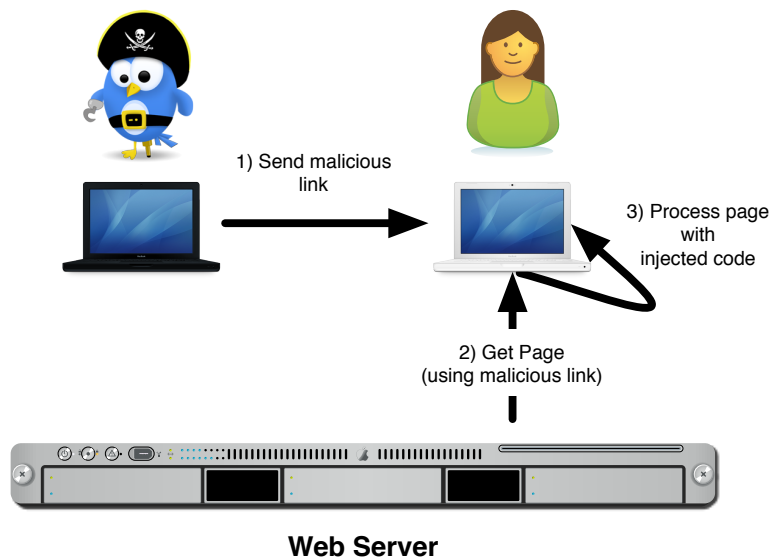 1) Send malicious
link
3) Process page
with
injected code
2) Get Page
(using malicious link)
Web Server